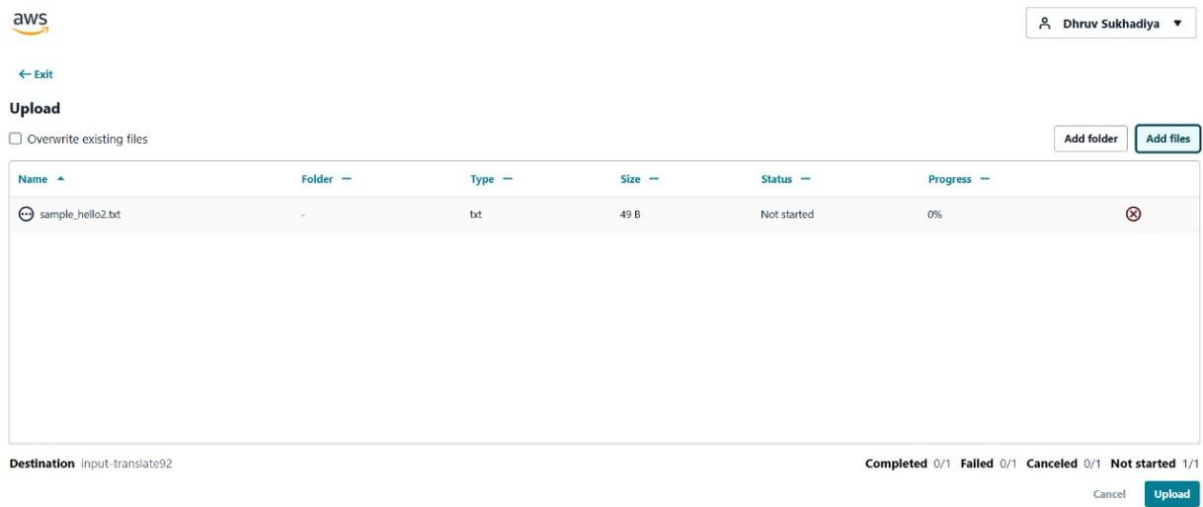 aws
Dhruv Sukhadiya
← Exit
Upload
Overwrite existing files
Add folder Add files
Name Folder Type Size Status Progress
sample_hello2.txt - txt 49 B Not started 0%
Destination input-translate92
Completed 0/1 Failed 0/1 Canceled 0/1 Not started 1/1
Cancel Upload